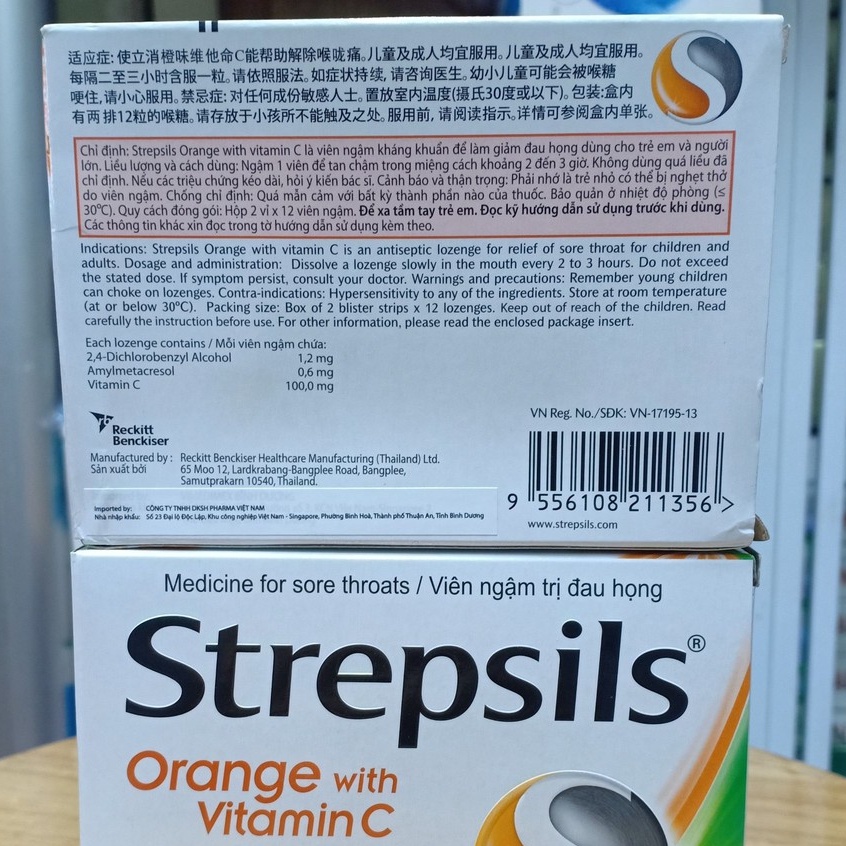 适应症: 使立消橙味维他命C能帮助解除喉咙痛。儿童及成人均宜服用。儿童及成人均宜服用。
每隔二至三小时含服一粒。请依照服法。如症状持续, 请咨询医生。幼小儿童可能会被喉糖
哽住, 请小心服用。禁忌症: 对任何成份敏感人士。置放室内温度(摄氏30度或以下)。包装:盒内
有两排12粒的喉糖。请存放于小孩所不能触及之处。服用前, 请阅读指示。详情可参阅盒内单张。
Chỉ định: Strepsils Orange with vitamin C là viên ngậm kháng khuẩn để làm giảm đau họng dùng cho trẻ em và người
lớn. Liều lượng và cách dùng: Ngậm 1 viên để tan chậm trong miệng cách khoảng 2 đến 3 giờ. Không dùng quá liều đã
chỉ định. Nếu các triệu chứng kéo dài, hỏi ý kiến bác sĩ. Cảnh báo và thận trọng: Phải nhớ là trẻ nhỏ có thể bị nghẹt thở
do viên ngậm. Chống chỉ định: Quá mẫn cảm với bất kỳ thành phần nào của thuốc. Bảo quản ở nhiệt độ phòng (≤
30°C). Quy cách đóng gói: Hộp 2 vỉ x 12 viên ngậm. Để xa tầm tay trẻ em. Đọc kỹ hướng dẫn sử dụng trước khi dùng.
Các thông tin khác xin đọc trong tờ hướng dẫn sử dụng kèm theo.
Indications: Strepsils Orange with vitamin C is an antiseptic lozenge for relief of sore throat for children and
adults. Dosage and administration: Dissolve a lozenge slowly in the mouth every 2 to 3 hours. Do not exceed
the stated dose. If symptom persist, consult your doctor. Warnings and precautions: Remember young children
can choke on lozenges. Contra-indications: Hypersensitivity to any of the ingredients. Store at room temperature
(at or below 30°C). Packing size: Box of 2 blister strips x 12 lozenges. Keep out of reach of the children. Read
carefully the instruction before use. For other information, please read the enclosed package insert.
Each lozenge contains / Mỗi viên ngậm chứa:
2,4-Dichlorobenzyl Alcohol 1,2 mg
Amylmetacresol 0,6 mg
Vitamin C 100,0 mg
VN Reg. No./SĐK: VN-17195-13
Reckitt
Benckiser
Manufactured by : Reckitt Benckiser Healthcare Manufacturing (Thailand) Ltd.
Sản xuất bởi 65 Moo 12, Lardkrabang-Bangplee Road, Bangplee,
Samutprakarn 10540, Thailand.
Imported by: CÔNG TY TNHH DKSH PHARMA VIỆT NAM
Nhà nhập khẩu: Số 23 Đại lộ Độc Lập, Khu công nghiệp Việt Nam - Singapore, Phường Bình Hoà, Thành phố Thuận An, Tỉnh Bình Dương
9 556108 211356 >
www.strepsils.com
Medicine for sore throats / Viên ngậm trị đau họng
Strepsils®
Orange with
Vitamin C